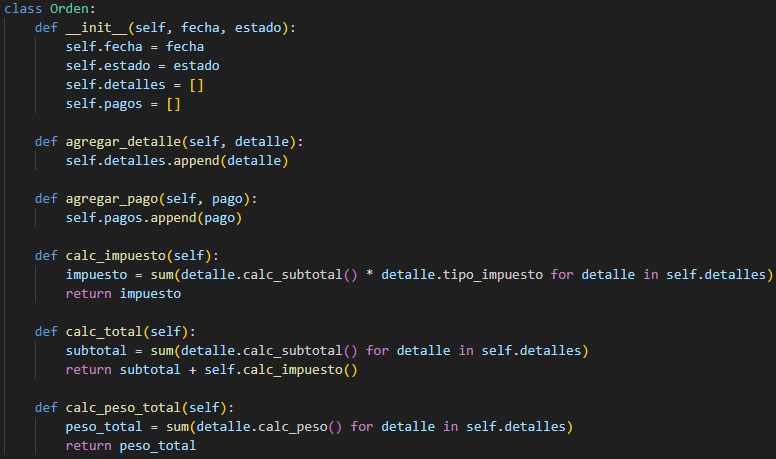 class Orden:
    def __init__(self, fecha, estado):
        self.fecha = fecha
        self.estado = estado
        self.detalles = []
        self.pagos = []

    def agregar_detalle(self, detalle):
        self.detalles.append(detalle)

    def agregar_pago(self, pago):
        self.pagos.append(pago)

    def calc_impuesto(self):
        impuesto = sum(detalle.calc_subtotal() * detalle.tipo_impuesto for detalle in self.detalles)
        return impuesto

    def calc_total(self):
        subtotal = sum(detalle.calc_subtotal() for detalle in self.detalles)
        return subtotal + self.calc_impuesto()

    def calc_peso_total(self):
        peso_total = sum(detalle.calc_peso() for detalle in self.detalles)
        return peso_total